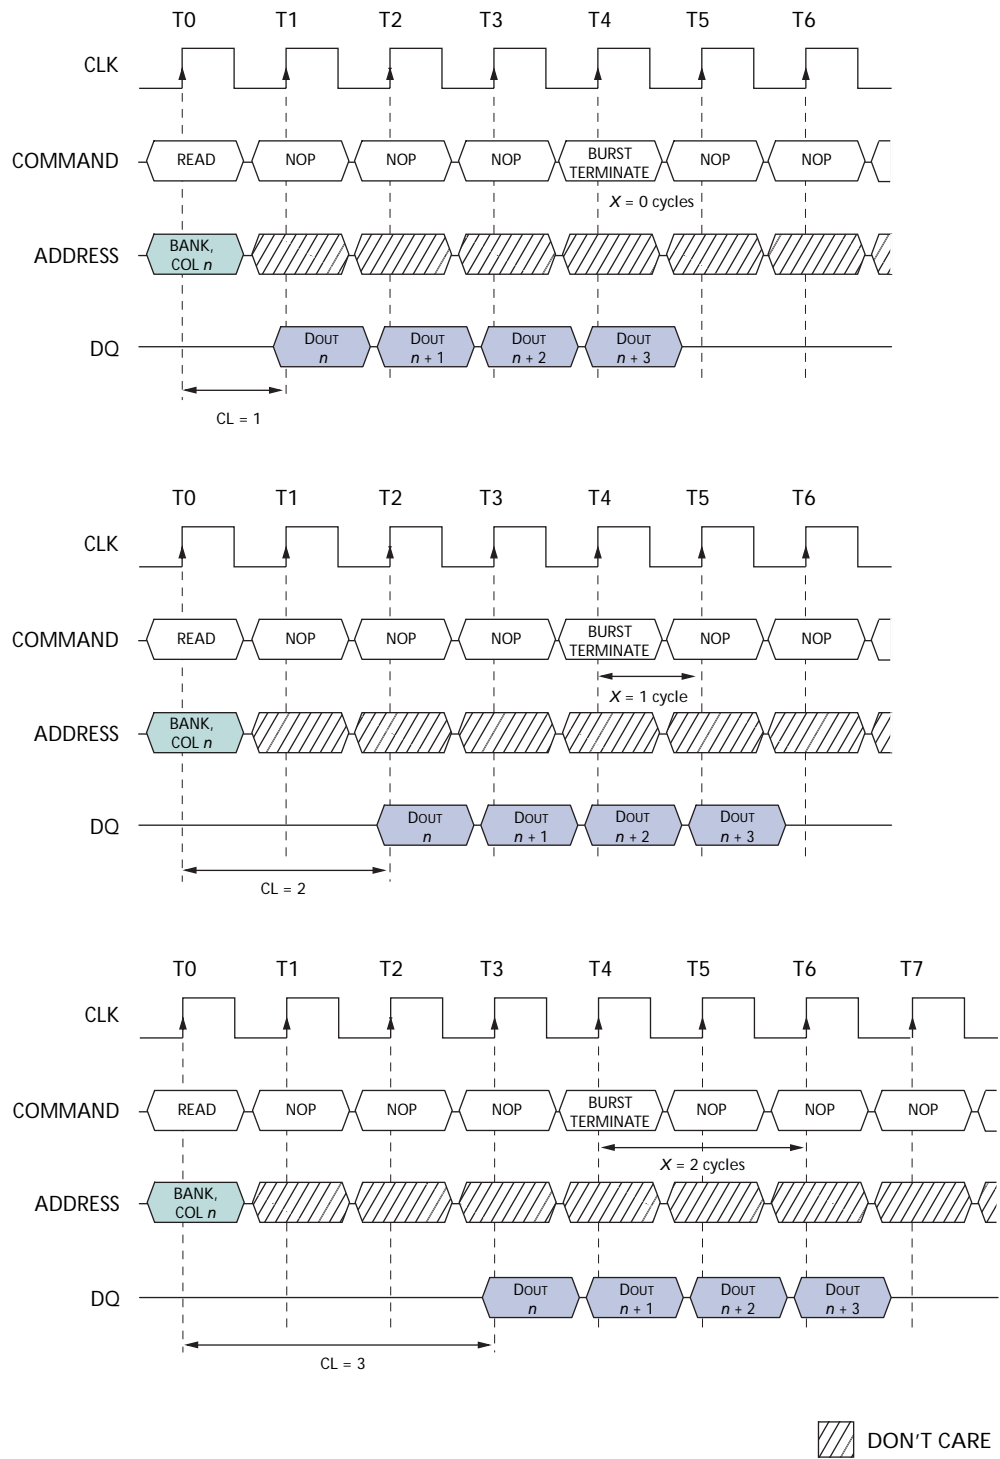 T0 T1 T2 T3 T4 T5 T6
CLK
COMMAND READ NOP NOP NOP BURST TERMINATE NOP NOP
X = 0 cycles
ADDRESS BANK, COL n
DQ DOUT n DOUT n + 1 DOUT n + 2 DOUT n + 3
CL = 1
T0 T1 T2 T3 T4 T5 T6
CLK
COMMAND READ NOP NOP NOP BURST TERMINATE NOP NOP
X = 1 cycle
ADDRESS BANK, COL n
DQ DOUT n DOUT n + 1 DOUT n + 2 DOUT n + 3
CL = 2
T0 T1 T2 T3 T4 T5 T6 T7
CLK
COMMAND READ NOP NOP NOP BURST TERMINATE NOP NOP NOP
X = 2 cycles
ADDRESS BANK, COL n
DQ DOUT n DOUT n + 1 DOUT n + 2 DOUT n + 3
CL = 3
DON'T CARE